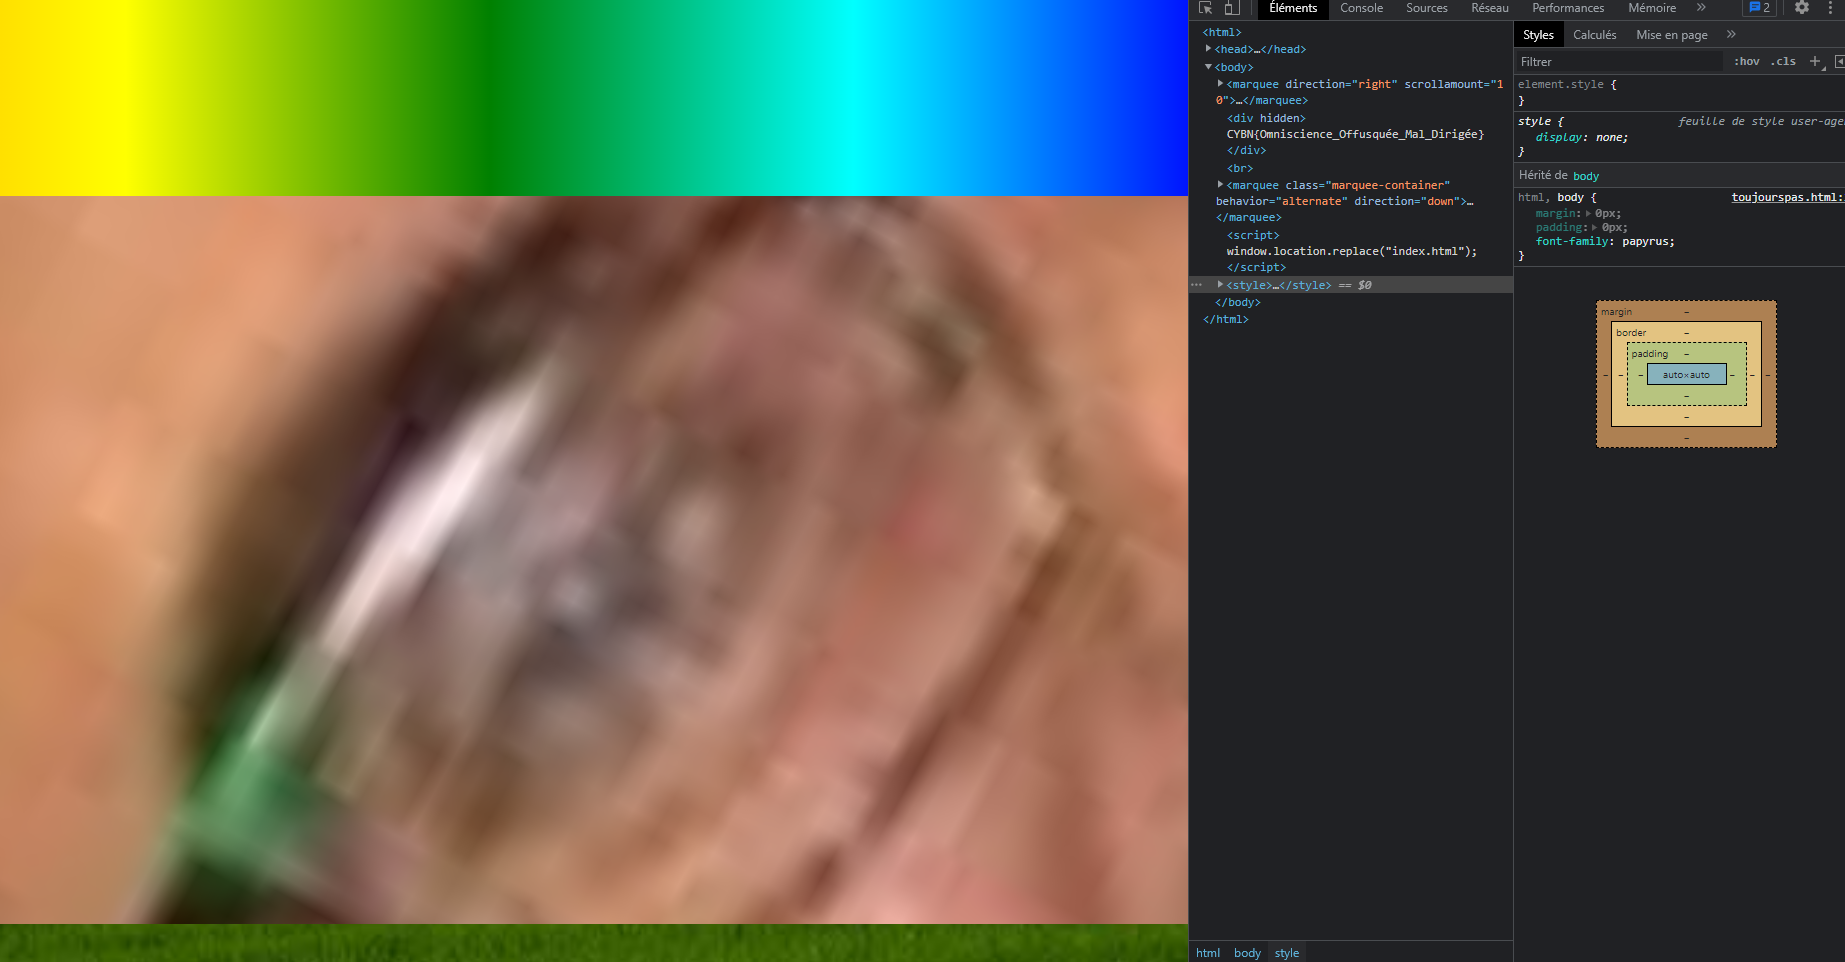 Éléments Console Sources Réseau Performances Mémoire » 2
<html>
<head>…</head>
<body>
<marquee direction="right" scrollamount="1
0">…</marquee>
<div hidden>
CYBN{Omniscience_Offusquée_Mal_Dirigée}
</div>
<br>
<marquee class="marquee-container"
behavior="alternate" direction="down">…
</marquee>
<script>
window.location.replace("index.html");
</script>
<style>…</style> == $0
</body>
</html>
html body style
Styles Calculés Mise en page »
Filtrer :hov .cls +
element.style {
}
style { feuille de style user-age
display: none;
}
Hérité de body
html, body { toujourspas.html:
margin: 0px;
padding: 0px;
font-family: papyrus;
}
margin –
border –
padding –
– – – auto×auto – – –
–
–
–